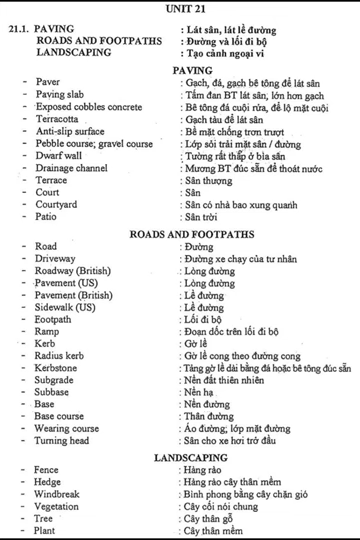 UNIT 21
21.1. PAVING : Lát sân, lát lề đường
ROADS AND FOOTPATHS : Đường và lối đi bộ
LANDSCAPING : Tạo cảnh ngoại vi
PAVING
- Paver : Gạch, đá, gạch bê tông để lát sân
- Paving slab : Tấm đan BT lát sân; lớn hơn gạch
- Exposed cobbles concrete : Bê tông đá cuội rửa, để lộ mặt cuội
- Terracotta : Gạch tàu để lát sân
- Anti-slip surface : Bề mặt chống trơn trượt
- Pebble course; gravel course : Lớp sỏi trải mặt sân / đường
- Dwarf wall : Tường rất thấp ở bìa sân
- Drainage channel : Mương BT đúc sẵn để thoát nước
- Terrace : Sân thượng
- Court : Sân
- Courtyard : Sân có nhà bao xung quanh
- Patio : Sân trời
ROADS AND FOOTPATHS
- Road : Đường
- Driveway : Đường xe chạy của tư nhân
- Roadway (British) : Lòng đường
- Pavement (US) : Lòng đường
- Pavement (British) : Lề đường
- Sidewalk (US) : Lề đường
- Eootpath : Lối đi bộ
- Ramp : Đoạn dốc trên lối đi bộ
- Kerb : Gờ lề
- Radius kerb : Gờ lề cong theo đường cong
- Kerbstone : Tảng gờ lề dài bằng đá hoặc bê tông đúc sẵn
- Subgrade : Nền đất thiên nhiên
- Subbase : Nền hạ
- Base : Nền đường
- Base course : Thân đường
- Wearing course : Áo đường; lớp mặt đường
- Turning head : Sân cho xe hơi trở đầu
LANDSCAPING
- Fence : Hàng rào
- Hedge : Hàng rào cây thân mềm
- Windbreak : Bình phong bằng cây chặn gió
- Vegetation : Cây cối nói chung
- Tree : Cây thân gỗ
- Plant : Cây thân mềm